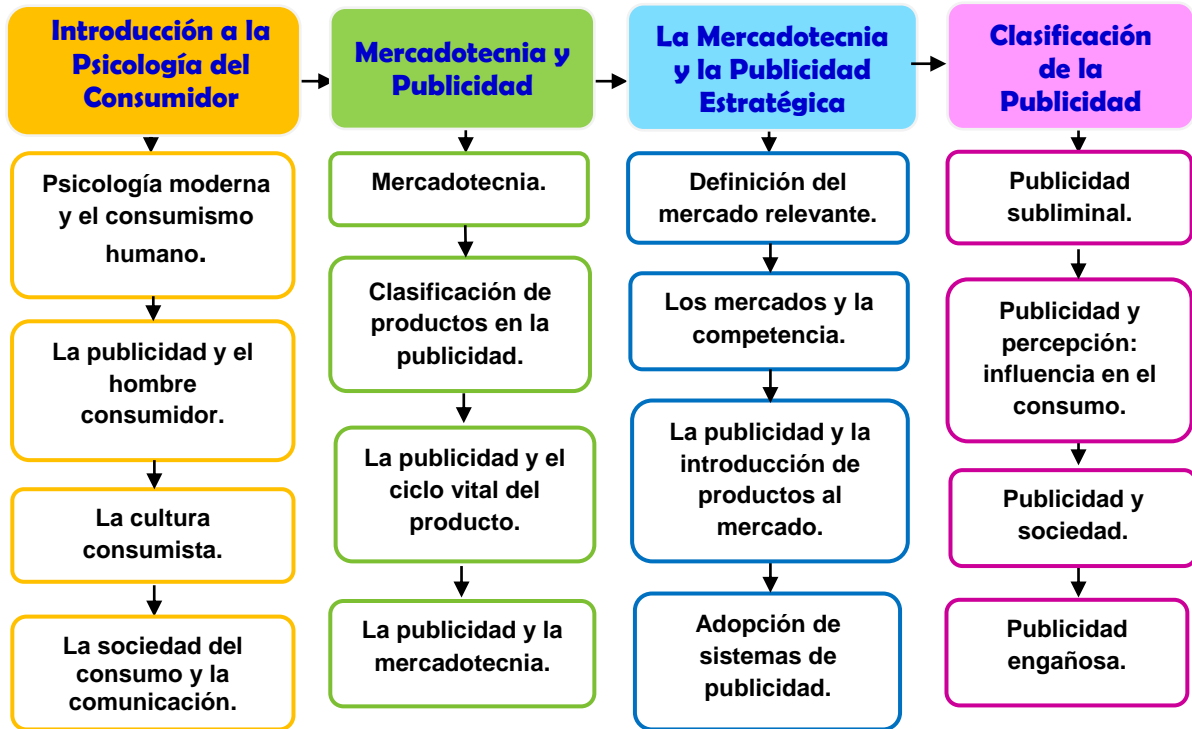 Introducción a la
Psicología del
Consumidor
Psicología moderna
y el consumismo
humano.
La publicidad y el
hombre
consumidor.
La cultura
consumista.
La sociedad del
consumo y la
comunicación.
Mercadotecnia y
Publicidad
Mercadotecnia.
Clasificación de
productos en la
publicidad.
La publicidad y el
ciclo vital del
producto.
La publicidad y la
mercadotecnia.
La Mercadotecnia
y la Publicidad
Estratégica
Definición del
mercado relevante.
Los mercados y la
competencia.
La publicidad y la
introducción de
productos al
mercado.
Adopción de
sistemas de
publicidad.
Clasificación
de la
Publicidad
Publicidad
subliminal.
Publicidad y
percepción:
influencia en el
consumo.
Publicidad y
sociedad.
Publicidad
engañosa.